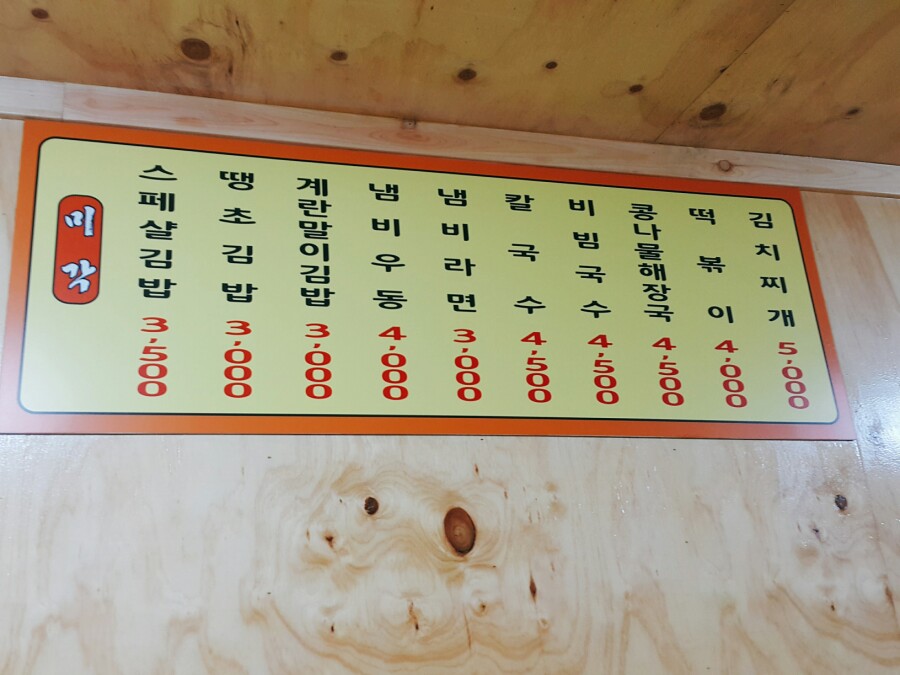 미각
스페샬김밥 3,500
땡초김밥 3,000
계란말이김밥 3,000
냄비우동 4,000
냄비라면 3,000
칼국수 4,500
비빔국수 4,500
콩나물해장국 4,500
떡볶이 4,000
김치찌개 5,000